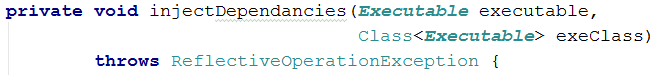 private void injectDependancies(Executable executable,
Class<Executable> exeClass)
throws ReflectiveOperationException {